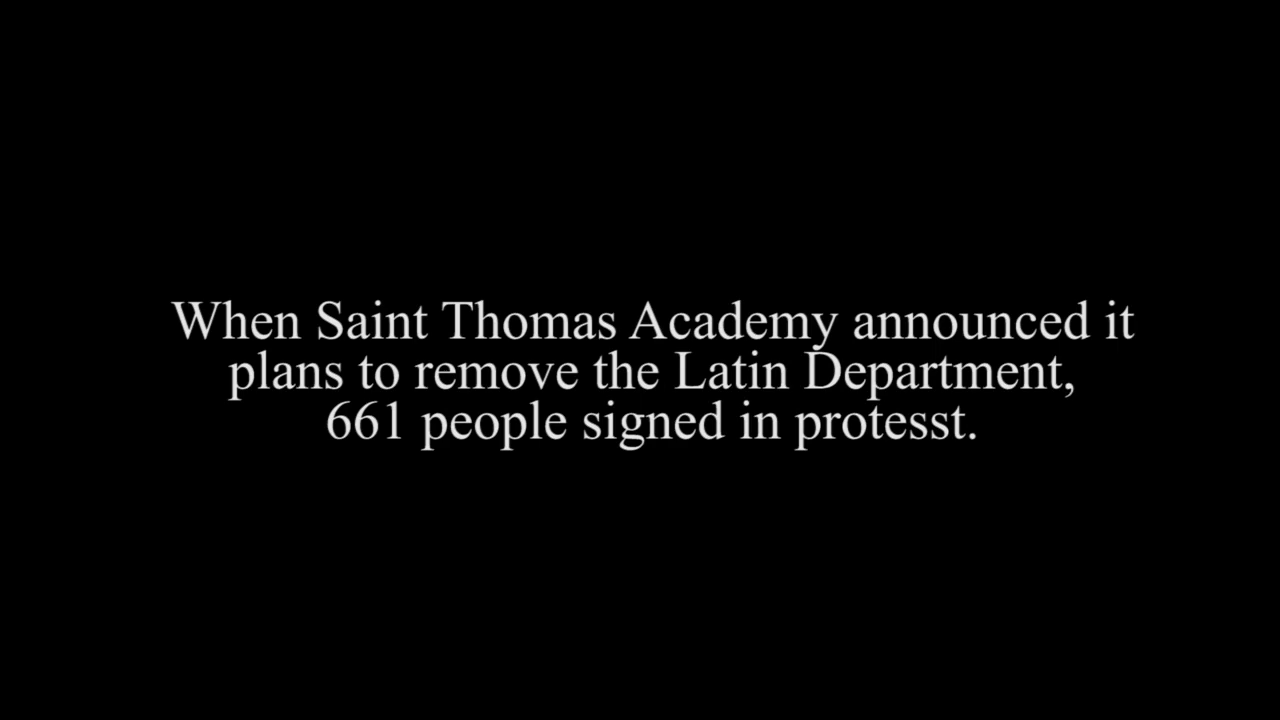 When Saint Thomas Academy announced it
plans to remove the Latin Department,
661 people signed in protesst.